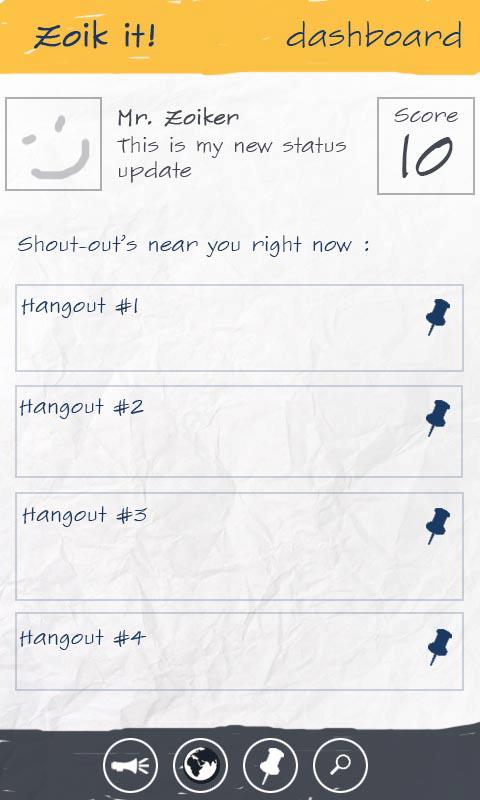 Zoik it!
dashboard
Mr. Zoiker
This is my new status
update
Score
10
Shout-out's near you right now :
Hangout #1
Hangout #2
Hangout #3
Hangout #4